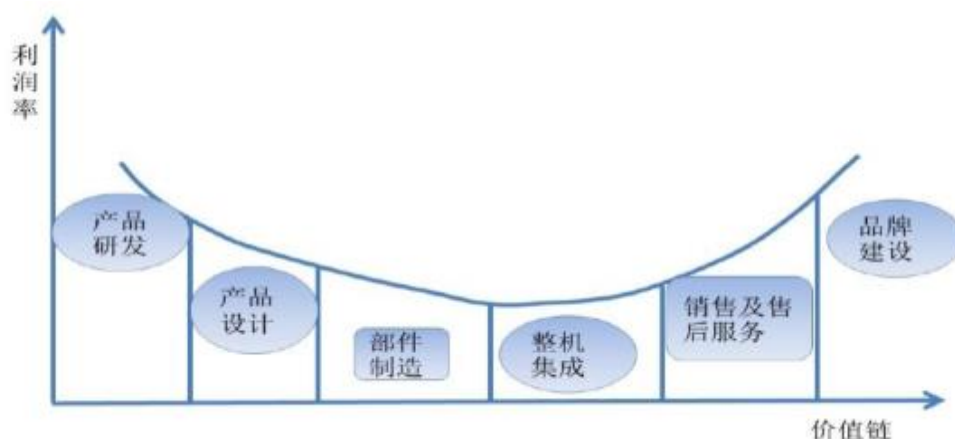 利
润
率
产品
研发
产品
设计
部件
制造
整机
集成
销售及售
后服务
品牌
建设
价值链